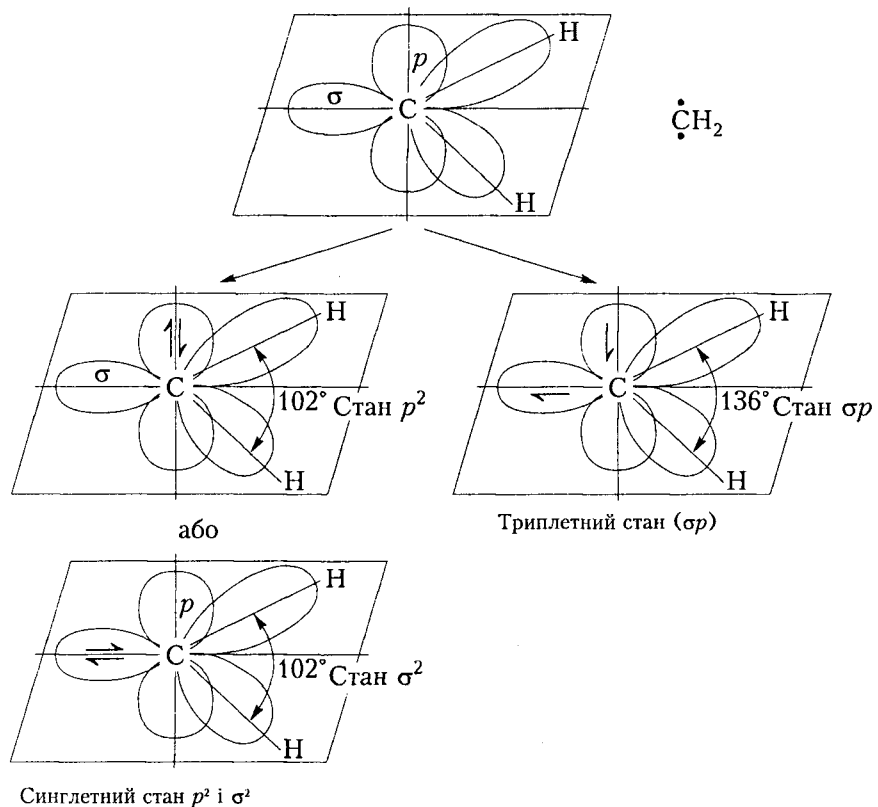 H
p
σ
C
ĊH₂
H
H
σ
C
102° Стан p²
H
H
C
136° Стан σp
H
або
Триплетний стан (σp)
H
p
C
102° Стан σ²
H
Синглетний стан p² і σ²